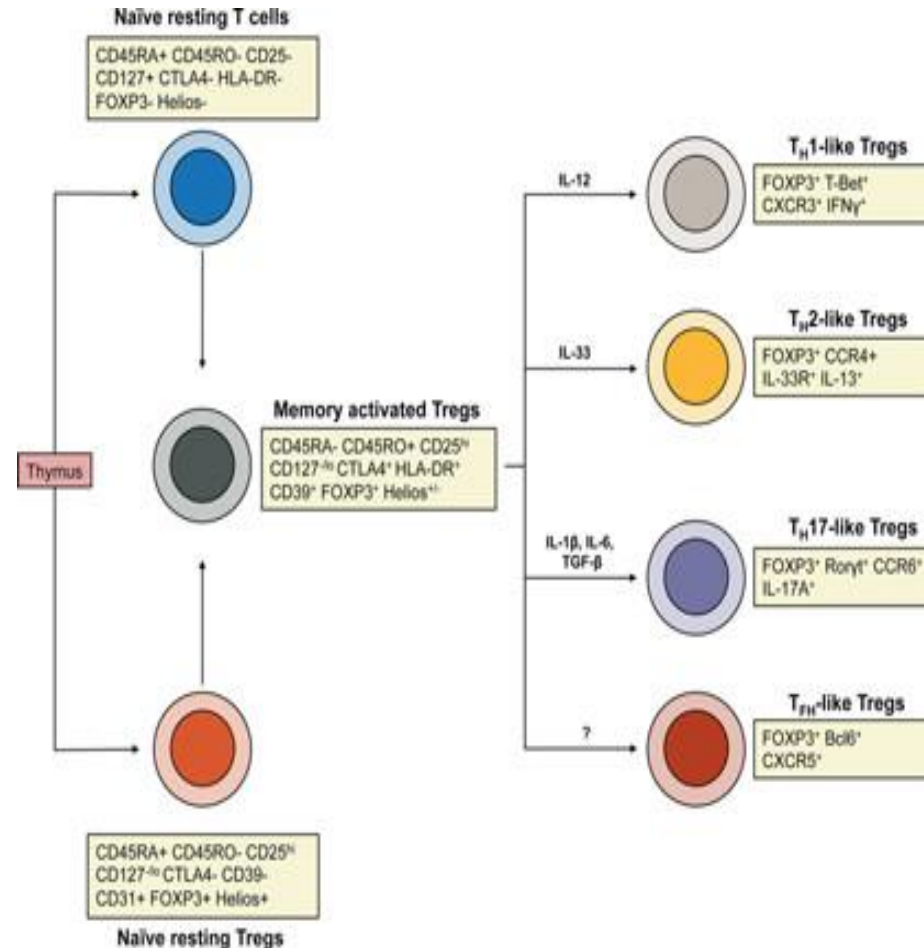 Naïve resting T cells
CD45RA+ CD45RO- CD25-
CD127+ CTLA4- HLA-DR-
FOXP3- Helios-
Thymus
Memory activated Tregs
CD45RA- CD45RO+ CD25ʰⁱ
CD127⁻/ˡᵒ CTLA4⁺ HLA-DR⁺
CD39⁺ FOXP3⁺ Helios⁺/⁻
CD45RA+ CD45RO- CD25ʰⁱ
CD127⁻/ˡᵒ CTLA4- CD39-
CD31+ FOXP3+ Helios+
Naïve resting Tregs
IL-12
Tₕ1-like Tregs
FOXP3⁺ T-Bet⁺
CXCR3⁺ IFNγ⁺
IL-33
Tₕ2-like Tregs
FOXP3⁺ CCR4+
IL-33R⁺ IL-13⁺
IL-1β, IL-6,
TGF-β
Tₕ17-like Tregs
FOXP3⁺ Rorγt⁺ CCR6⁺
IL-17A⁺
?
T_FH-like Tregs
FOXP3⁺ Bcl6⁺
CXCR5⁺